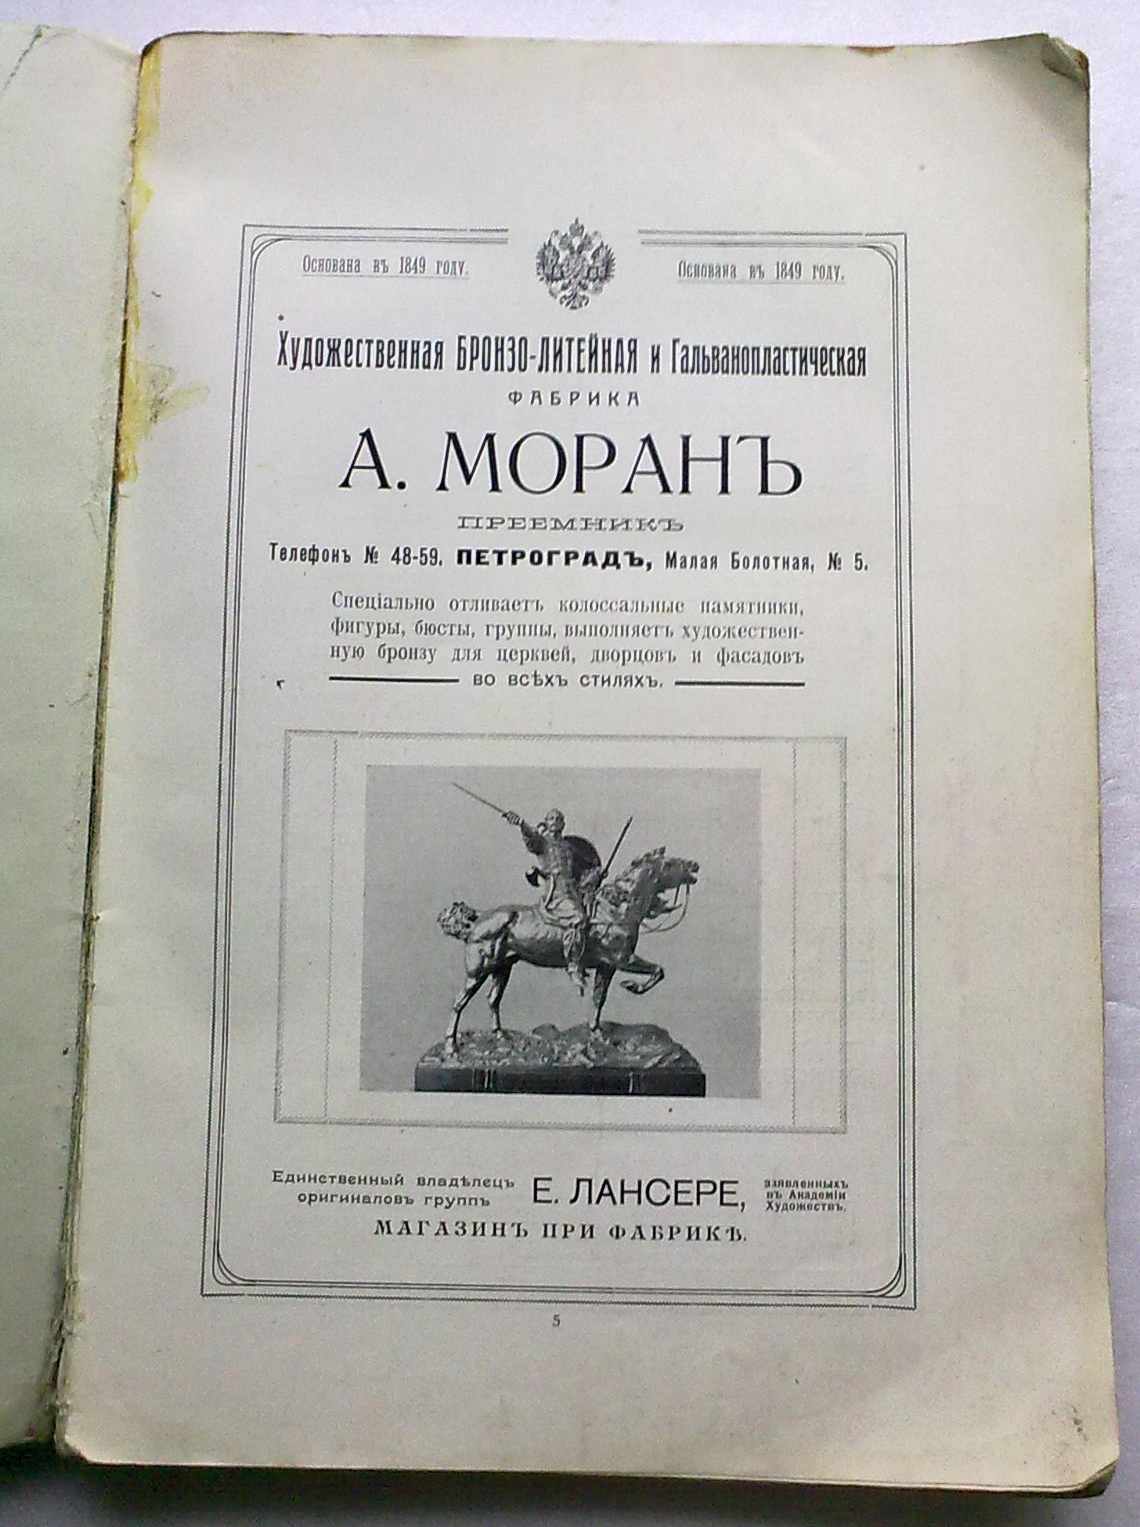 Основана въ 1849 году.
Основана въ 1849 году.
Художественная БРОНЗО-ЛИТЕЙНАЯ и Гальванопластическая
ФАБРИКА
А. МОРАНЪ
ПРЕЕМНИКЪ
Телефонъ № 48-59. ПЕТРОГРАДЪ, Малая Болотная, № 5.
Спеціально отливаетъ колоссальные памятники,
фигуры, бюсты, группы, выполняетъ художествен-
ную бронзу для церквей, дворцовъ и фасадовъ
во всѣхъ стиляхъ.
Единственный владѣлецъ
оригиналовъ группъ
Е. ЛАНСЕРЕ,
заявленныхъ
въ Академіи
Художествъ.
МАГАЗИНЪ ПРИ ФАБРИКѢ.
5